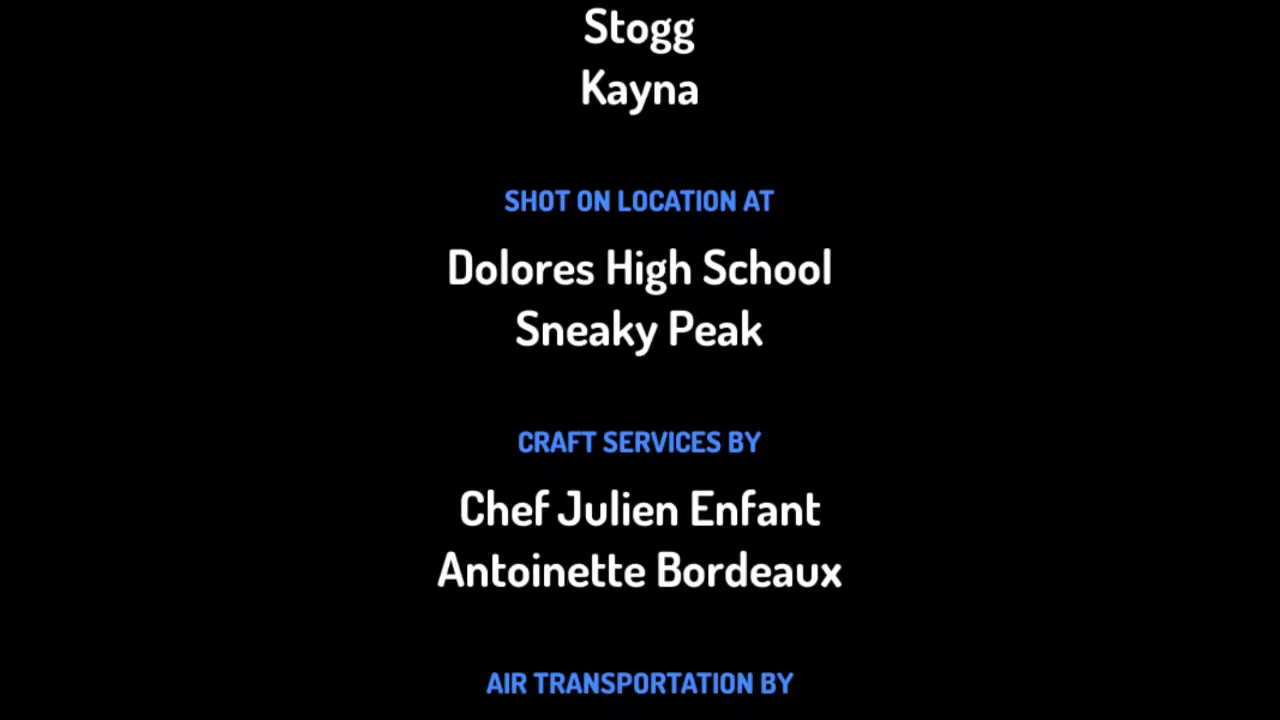 Stogg
Kayna
SHOT ON LOCATION AT
Dolores High School
Sneaky Peak
CRAFT SERVICES BY
Chef Julien Enfant
Antoinette Bordeaux
AIR TRANSPORTATION BY